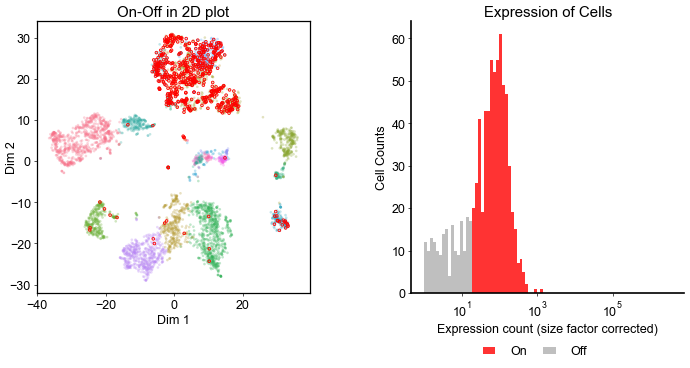 On-Off in 2D plot
Dim 2
30
20
10
0
−10
−20
−30
−40
−20
0
20
Dim 1
Expression of Cells
Cell Counts
60
50
40
30
20
10
0
10^1
10^3
10^5
Expression count (size factor corrected)
On
Off